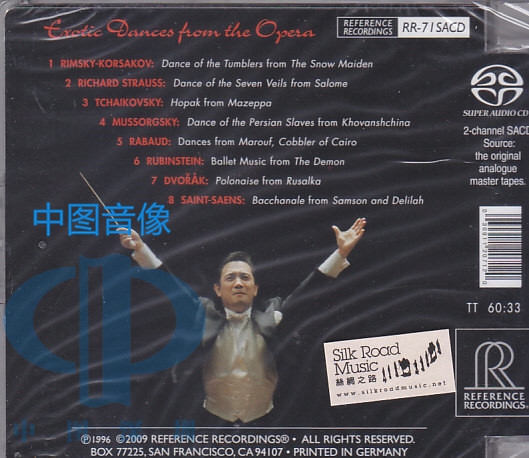 Exotic Dances from the Opera
REFERENCE
RECORDINGS
RR-71SACD
1 RIMSKY-KORSAKOV: Dance of the Tumblers from The Snow Maiden
2 RICHARD STRAUSS: Dance of the Seven Veils from Salome
3 TCHAIKOVSKY: Hopak from Mazeppa
4 MUSSORGSKY: Dance of the Persian Slaves from Khovanshchina
5 RABAUD: Dances from Marouf, Cobbler of Cairo
6 RUBINSTEIN: Ballet Music from The Demon
7 DVOŘÁK: Polonaise from Rusalka
8 SAINT-SAENS: Bacchanale from Samson and Delilah
SUPER AUDIO CD
2-channel SACD
Source:
the original
analogue
master tapes.
中图音像
TT 60:33
Silk Road
Music
絲綢之路
www.silkroadmusic.net
R
REFERENCE
RECORDINGS
℗1996 ©2009 REFERENCE RECORDINGS® • ALL RIGHTS RESERVED.
BOX 77225, SAN FRANCISCO, CA 94107 • PRINTED IN GERMANY